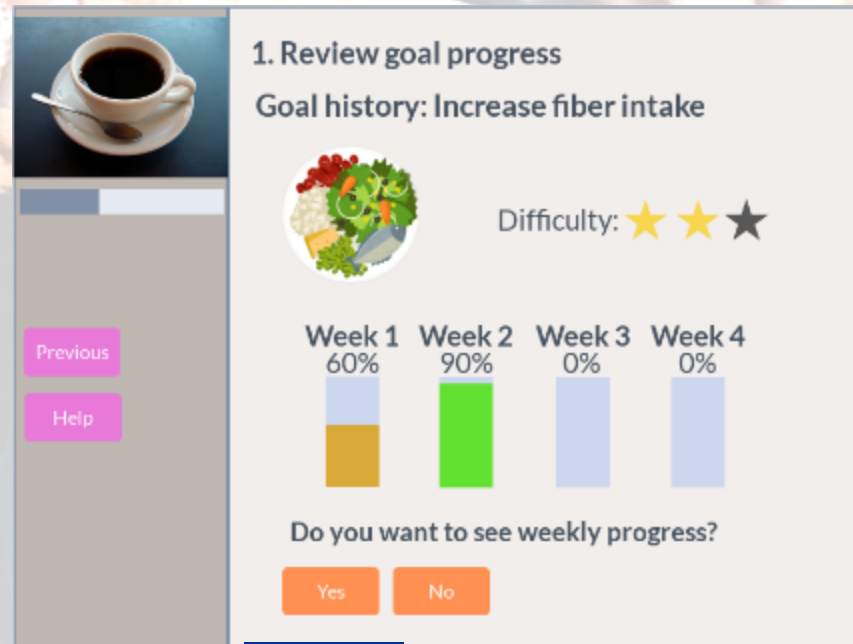 1. Review goal progress
Goal history: Increase fiber intake
Difficulty:
Week 1 Week 2 Week 3 Week 4
60% 90% 0% 0%
Previous
Help
Do you want to see weekly progress?
Yes No